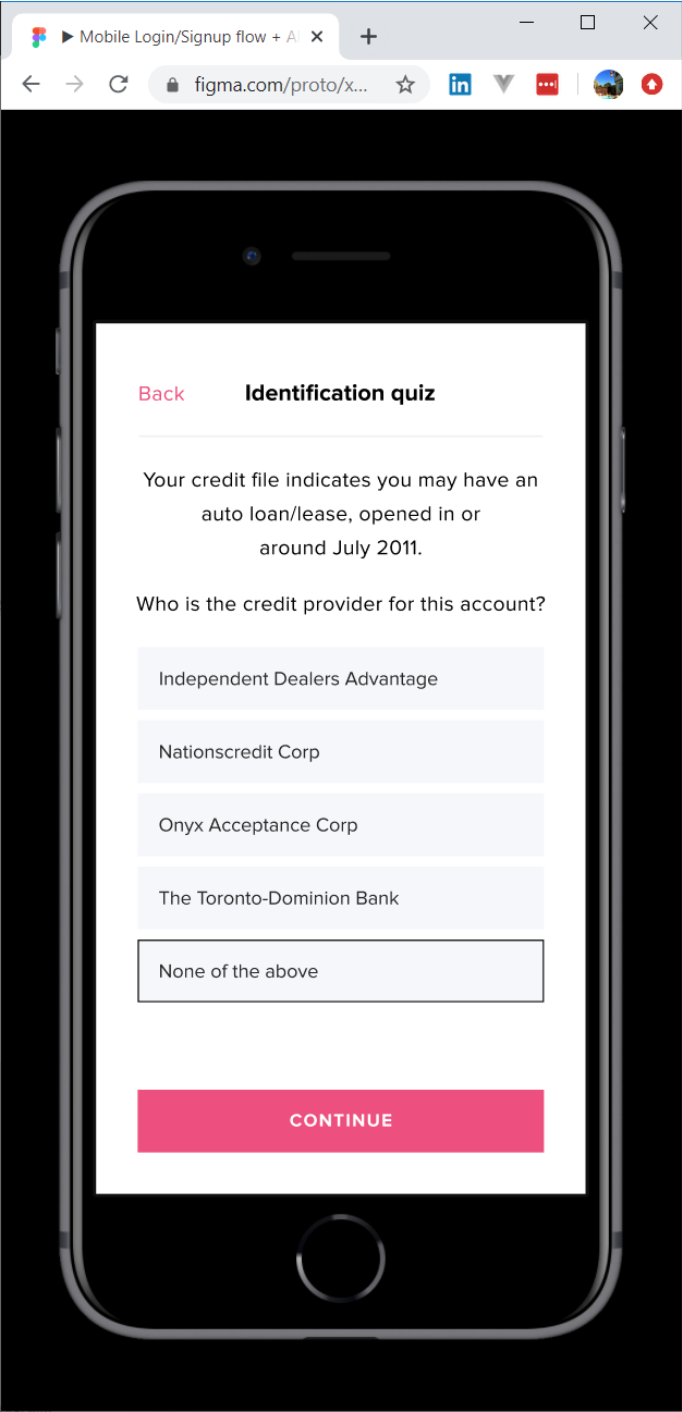 ▶ Mobile Login/Signup flow + A
figma.com/proto/x...
in
Back
Identification quiz
Your credit file indicates you may have an
auto loan/lease, opened in or
around July 2011.
Who is the credit provider for this account?
Independent Dealers Advantage
Nationscredit Corp
Onyx Acceptance Corp
The Toronto-Dominion Bank
None of the above
CONTINUE